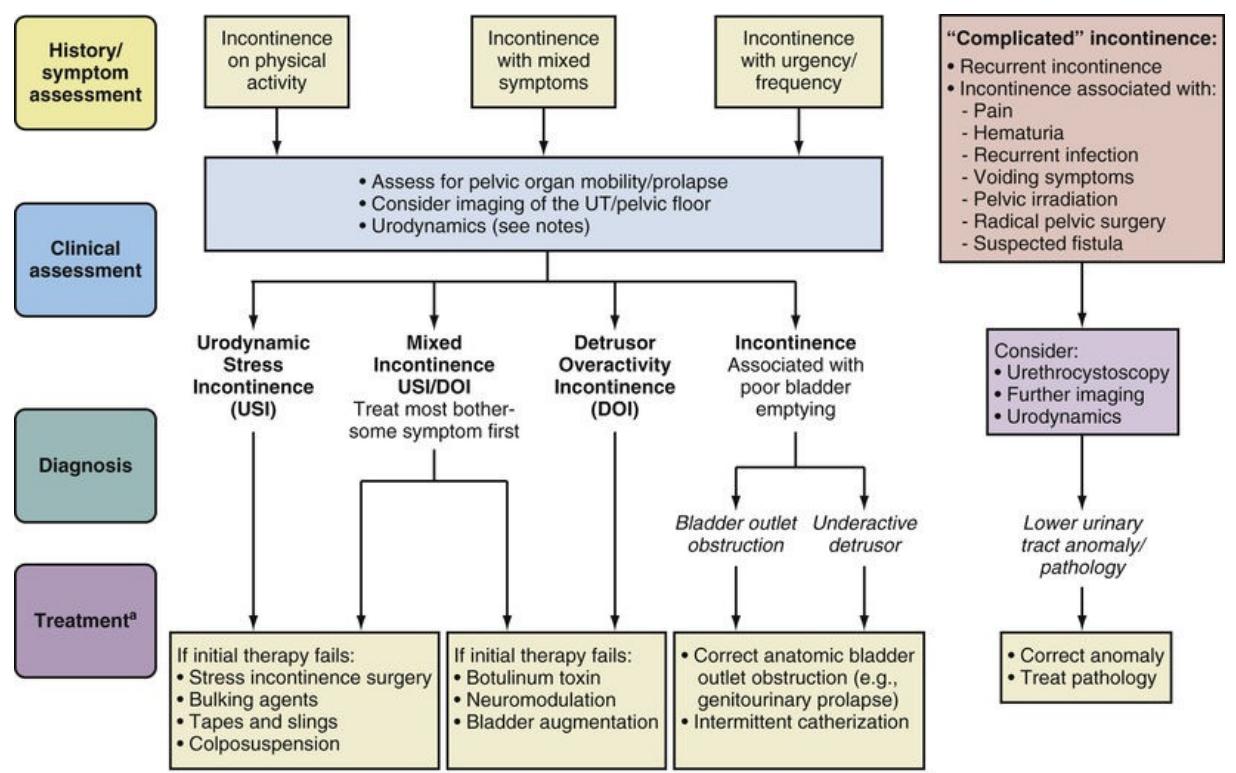 History/
symptom
assessment
Incontinence
on physical
activity
Incontinence
with mixed
symptoms
Incontinence
with urgency/
frequency
“Complicated” incontinence:
• Recurrent incontinence
• Incontinence associated with:
- Pain
- Hematuria
- Recurrent infection
- Voiding symptoms
- Pelvic irradiation
- Radical pelvic surgery
- Suspected fistula
Clinical
assessment
• Assess for pelvic organ mobility/prolapse
• Consider imaging of the UT/pelvic floor
• Urodynamics (see notes)
Consider:
• Urethrocystoscopy
• Further imaging
• Urodynamics
Diagnosis
Urodynamic
Stress
Incontinence
(USI)
Mixed
Incontinence
USI/DOI
Treat most bother-
some symptom first
Detrusor
Overactivity
Incontinence
(DOI)
Incontinence
Associated with
poor bladder
emptying
Bladder outlet
obstruction
Underactive
detrusor
Lower urinary
tract anomaly/
pathology
Treatmentᵃ
If initial therapy fails:
• Stress incontinence surgery
• Bulking agents
• Tapes and slings
• Colposuspension
If initial therapy fails:
• Botulinum toxin
• Neuromodulation
• Bladder augmentation
• Correct anatomic bladder
outlet obstruction (e.g.,
genitourinary prolapse)
• Intermittent catherization
• Correct anomaly
• Treat pathology